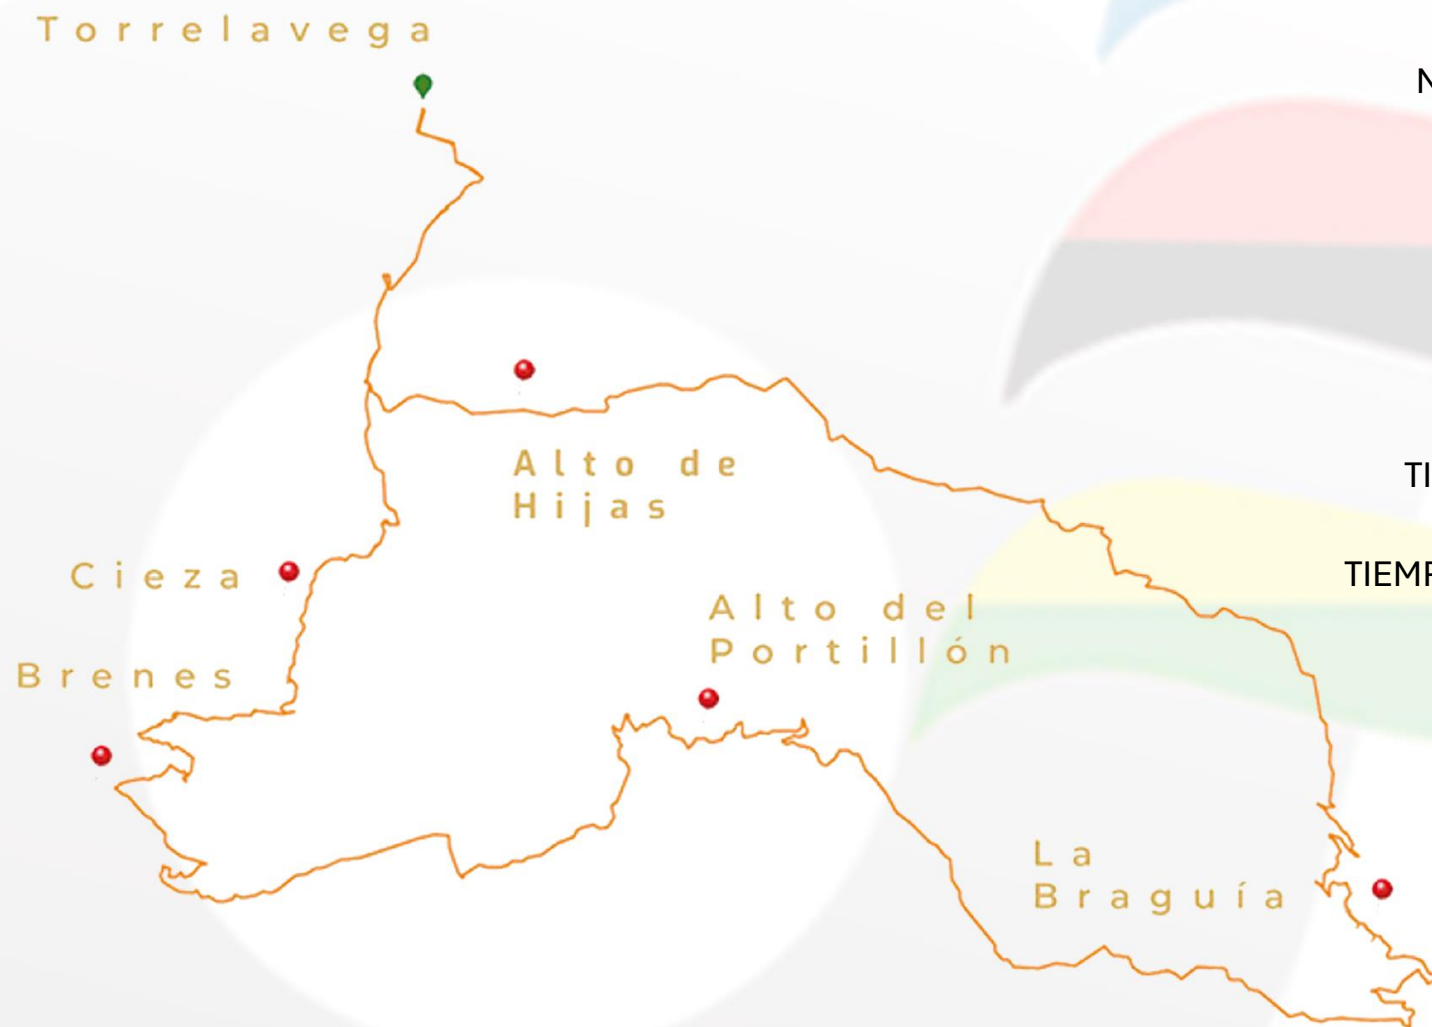 Torrelavega
Alto de
Hijas
Cieza
Alto del
Portillón
Brenes
La
Braguía